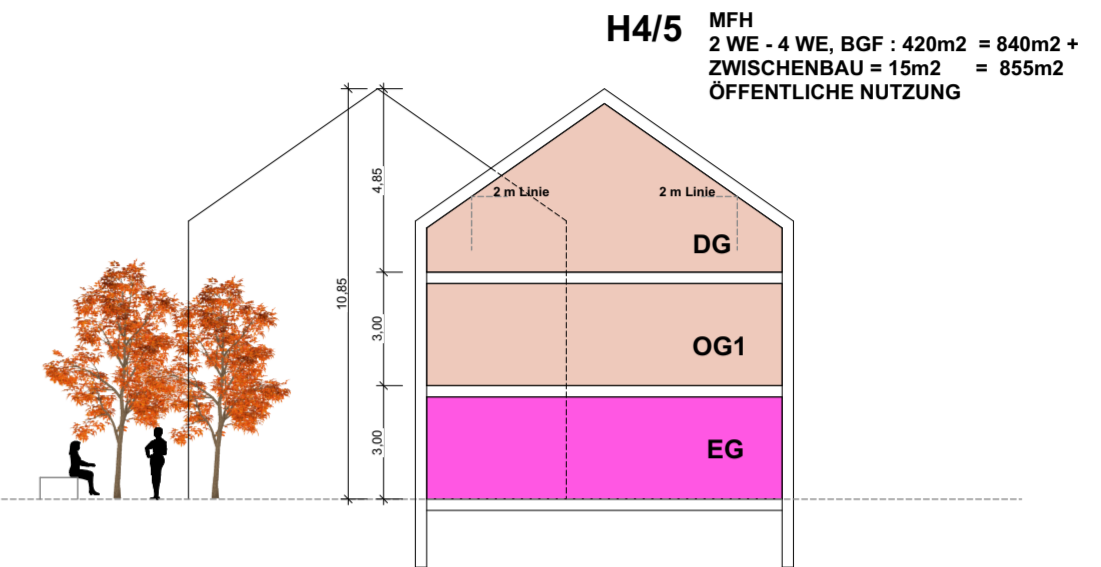 H4/5
MFH
2 WE - 4 WE, BGF : 420m2 = 840m2 +
ZWISCHENBAU = 15m2 = 855m2
ÖFFENTLICHE NUTZUNG
4,85
2 m Linie
2 m Linie
DG
10,85
3,00
OG1
3,00
EG